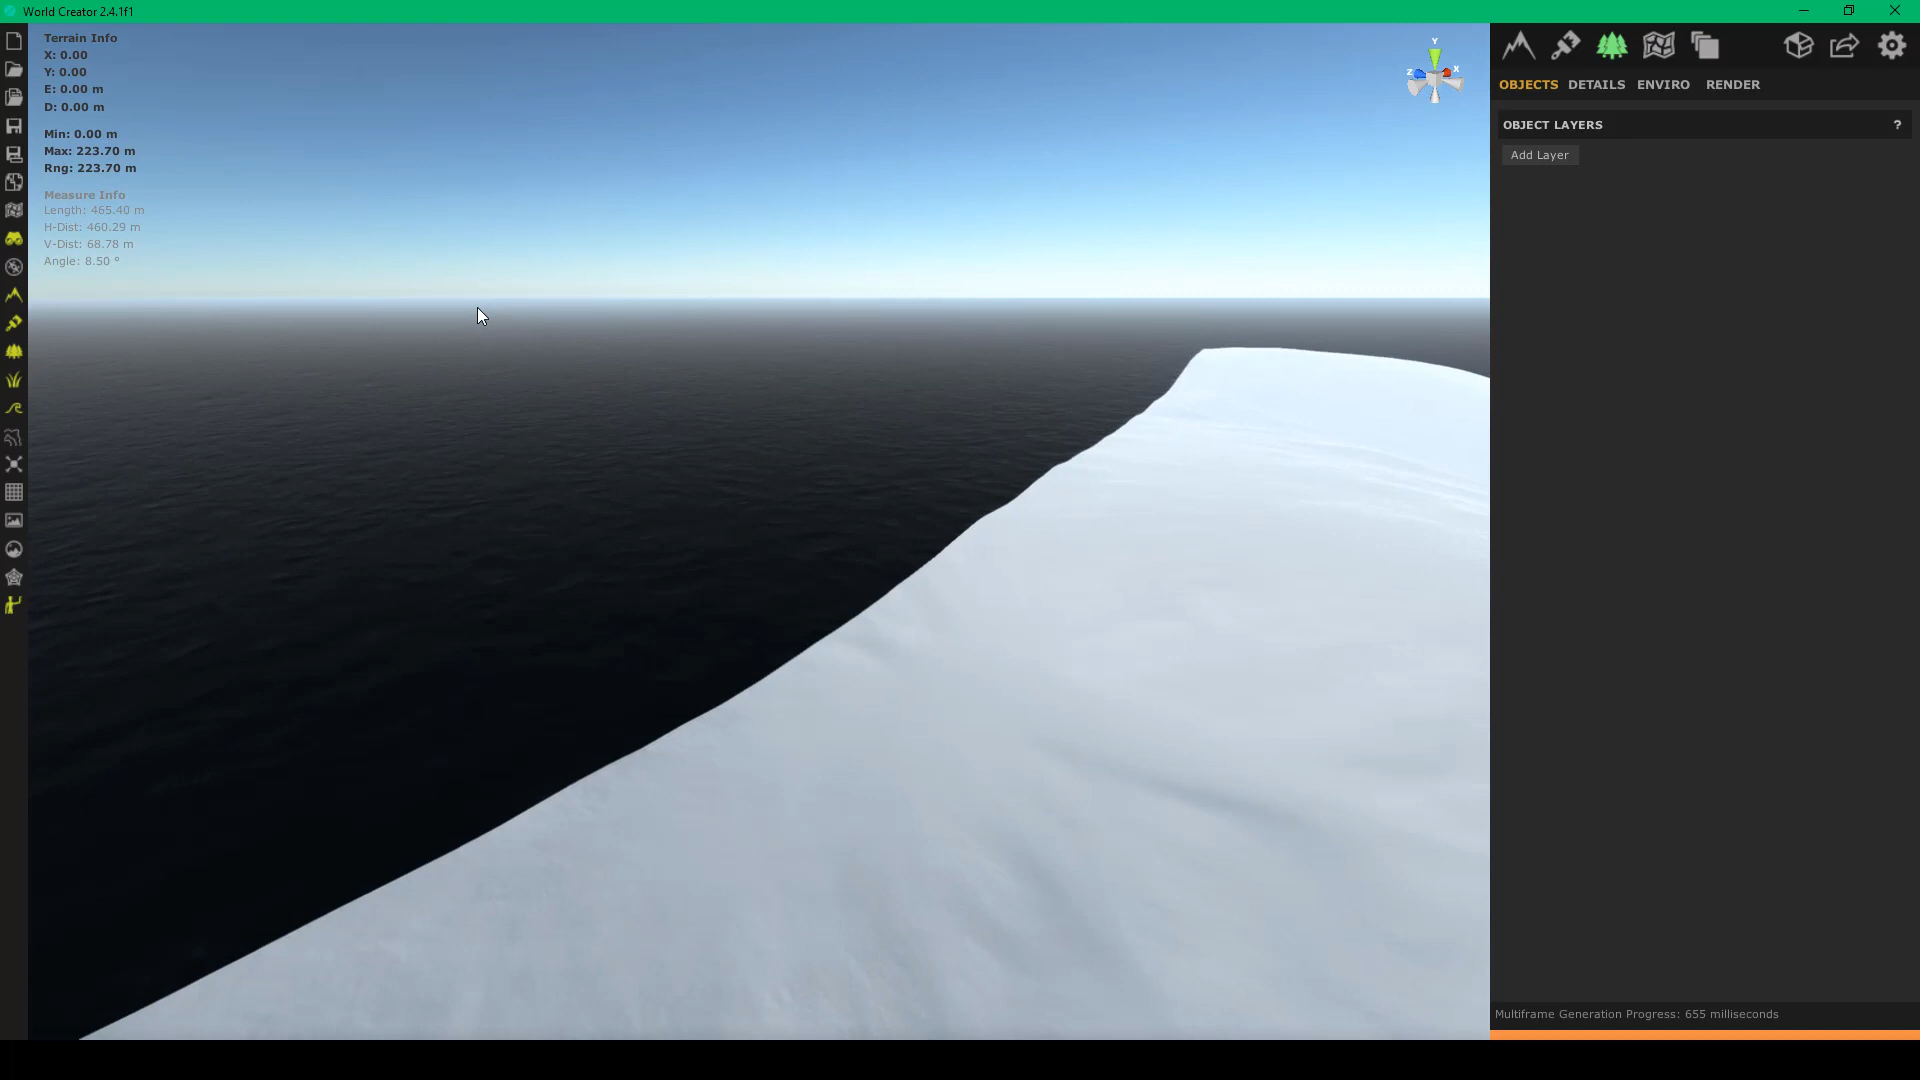 World Creator 2.4.1f1
Terrain Info
X: 0.00
Y: 0.00
E: 0.00 m
D: 0.00 m
Min: 0.00 m
Max: 223.70 m
Rng: 223.70 m
Measure Info
Length: 465.40 m
H-Dist: 460.29 m
V-Dist: 68.78 m
Angle: 8.50 °
Y
Z
X
OBJECTS DETAILS ENVIRO RENDER
OBJECT LAYERS ?
Add Layer
Multiframe Generation Progress: 655 milliseconds